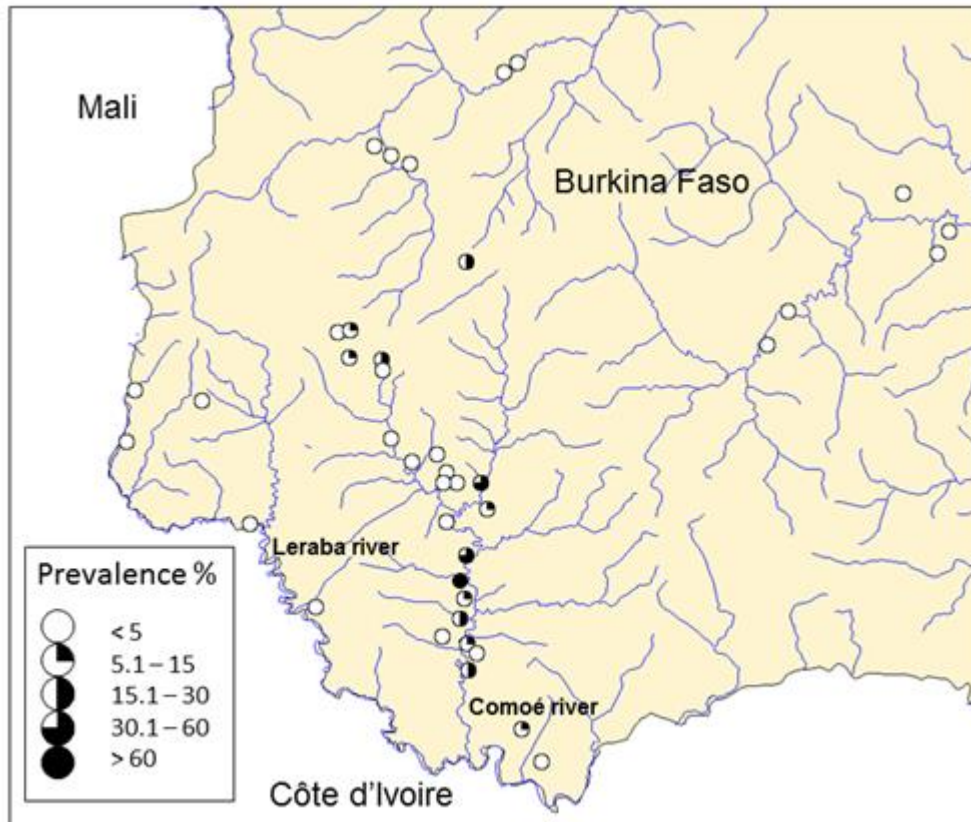 Mali
Burkina Faso
Leraba river
Prevalence %
< 5
5.1 – 15
15.1 – 30
30.1 – 60
> 60
Comoé river
Côte d'Ivoire